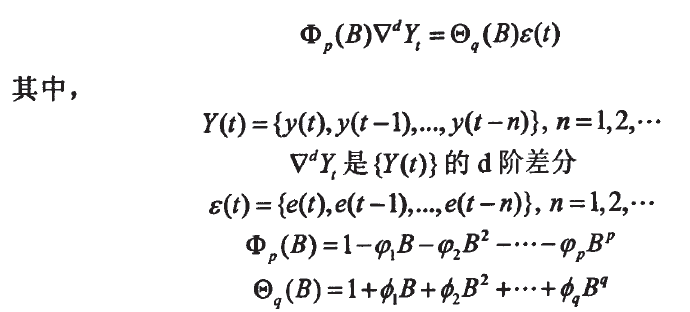 Φ_p(B)∇^d Y_t = Θ_q(B)ε(t)
其中，
Y(t) = {y(t), y(t−1),..., y(t−n)}, n = 1,2,⋯
∇^d Y_t 是 {Y(t)} 的 d 阶差分
ε(t) = {e(t), e(t−1),..., e(t−n)}, n = 1,2,⋯
Φ_p(B) = 1−φ_1B−φ_2B^2−⋯−φ_pB^p
Θ_q(B) = 1+ϕ_1B+ϕ_2B^2+⋯+ϕ_qB^q